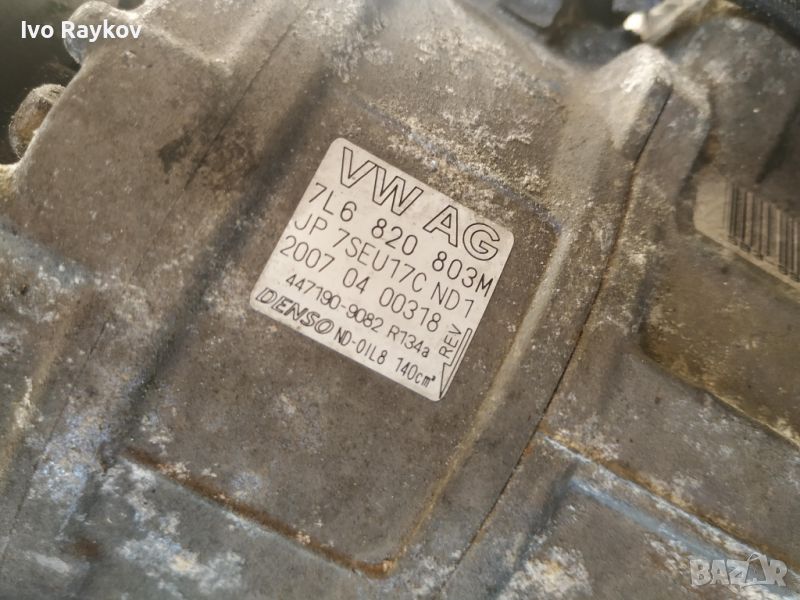 Ivo Raykov
VW AG
7L6 820 803M
JP 7SEU17C ND1
2007 04 00318
447190-9082 R134a
DENSO ND-OIL8 140cm³
REV
BAZAR